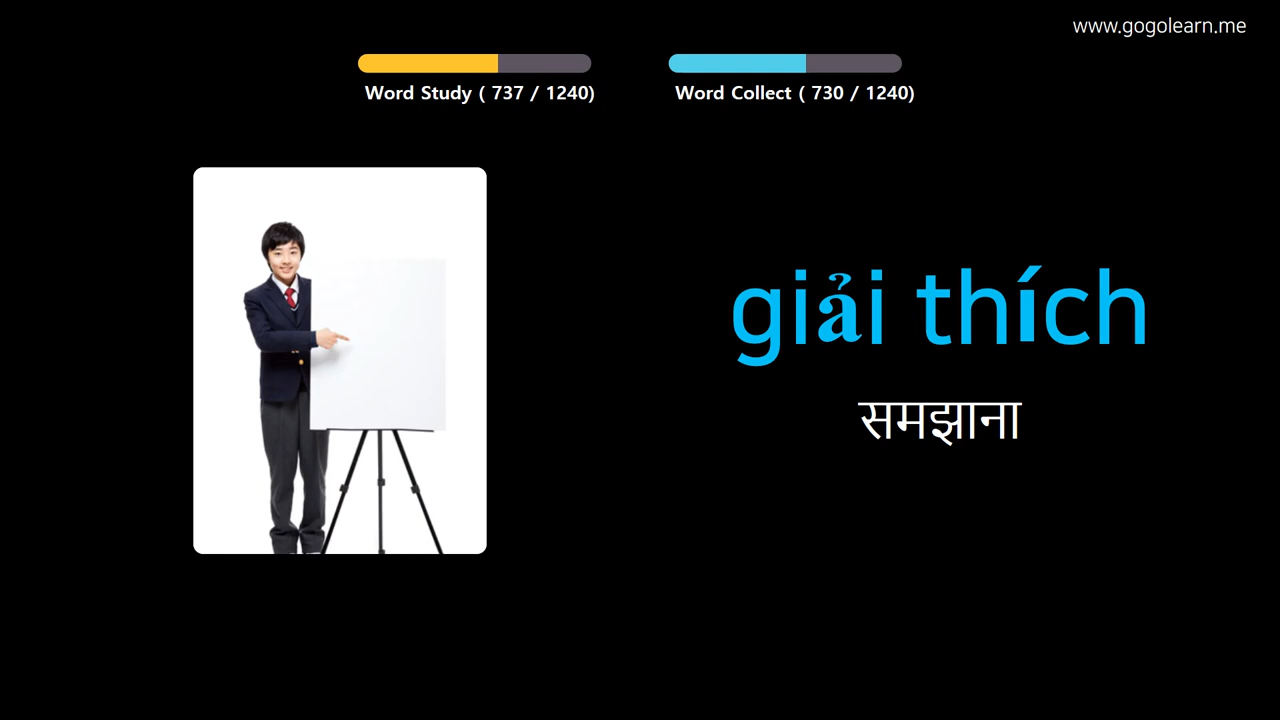 www.gogolearn.me
Word Study ( 737 / 1240)
Word Collect ( 730 / 1240)
giải thích
समझाना